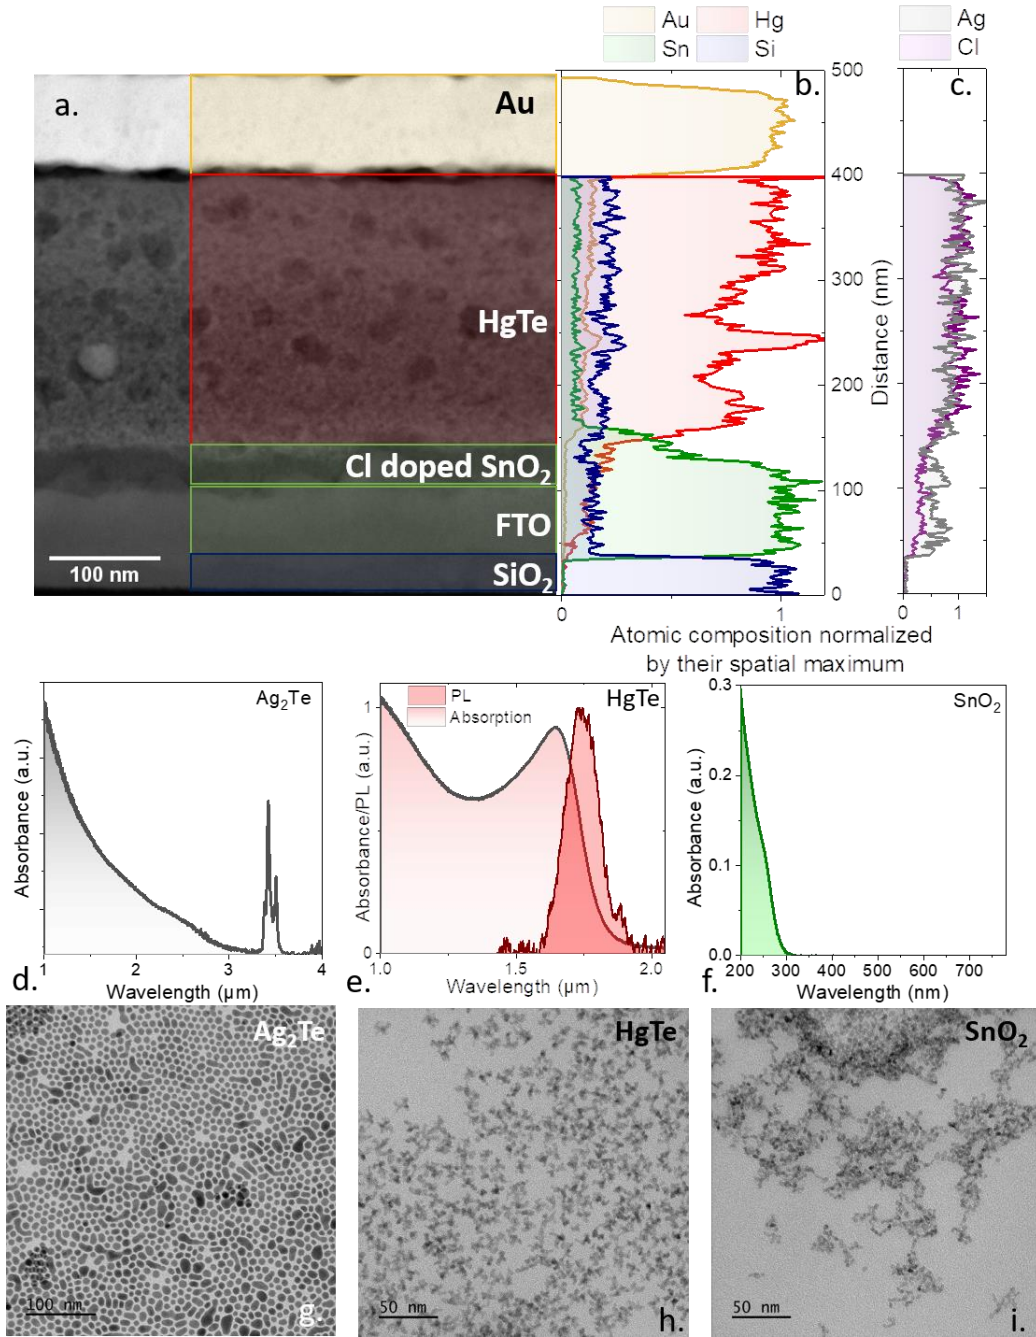 Au Hg
Sn Si
Ag
Cl
a.
Au
HgTe
Cl doped SnO₂
FTO
SiO₂
100 nm
b.
500
400
300
200
100
0
0 1
Distance (nm)
c.
0 1
Atomic composition normalized
by their spatial maximum
Ag₂Te
Absorbance (a.u.)
1 2 3 4
Wavelength (µm)
d.
PL
Absorption
HgTe
Absorbance/PL (a.u.)
1
0
1.0 1.5 2.0
Wavelength (µm)
e.
SnO₂
Absorbance (a.u.)
0.3
0.2
0.1
0.0
200 300 400 500 600 700
Wavelength (nm)
f.
Ag₂Te
100 nm
g.
HgTe
50 nm
h.
SnO₂
50 nm
i.